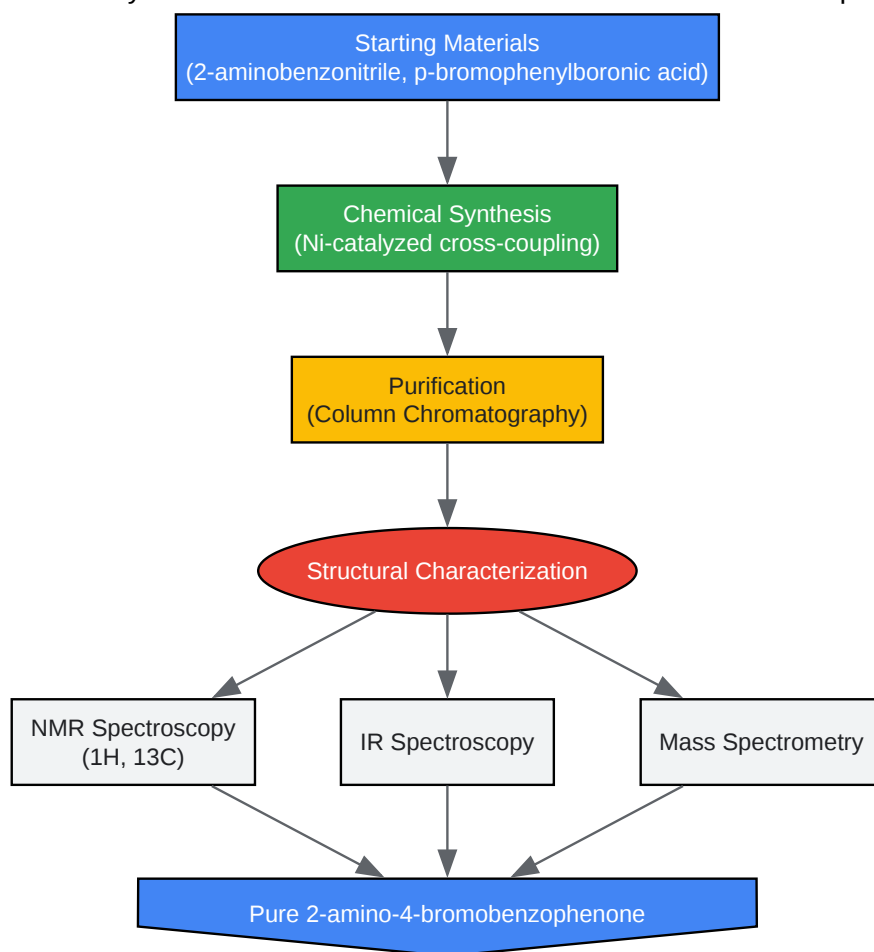 Starting Materials
(2-aminobenzonitrile, p-bromophenylboronic acid)
Chemical Synthesis
(Ni-catalyzed cross-coupling)
Purification
(Column Chromatography)
Structural Characterization
NMR Spectroscopy
(1H, 13C)
IR Spectroscopy
Mass Spectrometry
Pure 2-amino-4-bromobenzophenone